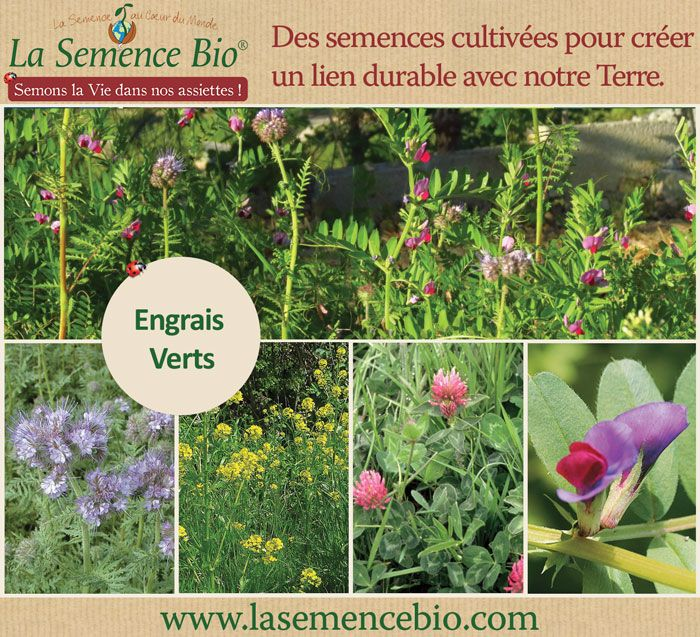 La Semence au Cœur du Monde
La Semence Bio®
Semons la Vie dans nos assiettes !
Des semences cultivées pour créer
un lien durable avec notre Terre.
Engrais
Verts
www.lasemencebio.com